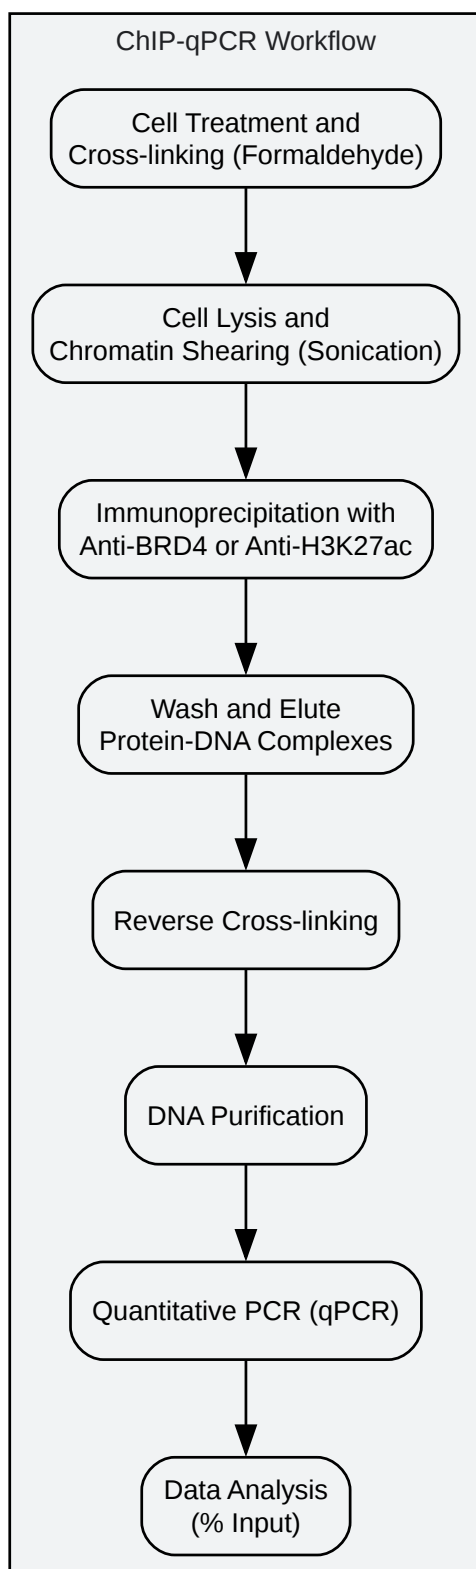 ChIP-qPCR Workflow
Cell Treatment and
Cross-linking (Formaldehyde)
Cell Lysis and
Chromatin Shearing (Sonication)
Immunoprecipitation with
Anti-BRD4 or Anti-H3K27ac
Wash and Elute
Protein-DNA Complexes
Reverse Cross-linking
DNA Purification
Quantitative PCR (qPCR)
Data Analysis
(% Input)